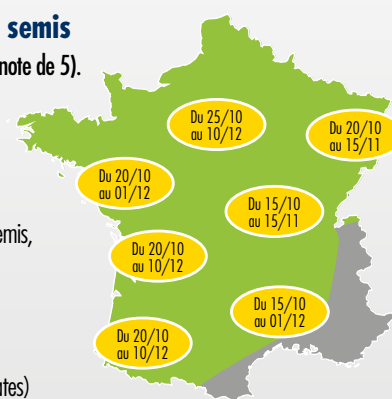 semis
note de 5).
Du 25/10
au 10/12
Du 20/10
au 15/11
Du 20/10
au 01/12
Du 15/10
au 15/11
emis,
Du 20/10
au 10/12
Du 15/10
au 01/12
Du 20/10
au 10/12
ates)